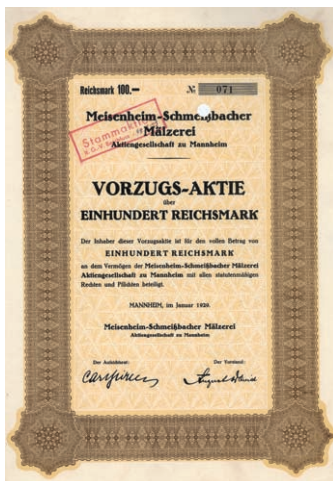 Reichsmark 100.— № 071
Stammaktie
Meisenheim-Schmeißbacher
Mälzerei
Aktiengesellschaft zu Mannheim
VORZUGS-AKTIE
über
EINHUNDERT REICHSMARK
Der Inhaber dieser Vorzugsaktie ist für den vollen Betrag von
EINHUNDERT REICHSMARK
an dem Vermögen der Meisenheim-Schmeißbacher Mälzerei
Aktiengesellschaft zu Mannheim mit allen statutenmäßigen
Rechten und Pflichten beteiligt.
MANNHEIM, im Januar 1929.
Meisenheim-Schmeißbacher Mälzerei
Aktiengesellschaft zu Mannheim
Der Aufsichtsrat: Der Vorstand: